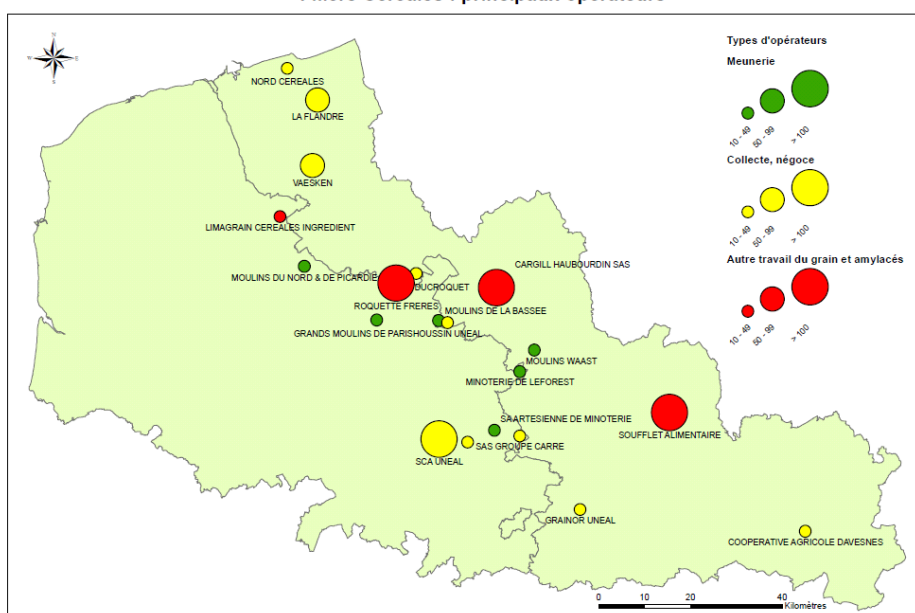 N
W
E
S
NORD CEREALES
LA FLANDRE
VAESKEN
LIMAGRAIN CEREALES INGREDIENT
MOULINS DU NORD & DE PICARDIE
CARGILL HAUBOURDIN SAS
DUCROQUET
ROQUETTE FRERES
MOULINS DE LA BASSEE
GRANDS MOULINS DE PARIS
HOUSSIN UNEAL
MOULINS WAAST
MINOTERIE DE LEFOREST
SAARTESIENNE DE MINOTERIE
SOUFFLET ALIMENTAIRE
SAS GROUPE CARRE
SCA UNEAL
GRAINOR UNEAL
COOPERATIVE AGRICOLE DAVESNES
Types d'opérateurs
Meunerie
10 - 49
50 - 99
> 100
Collecte, négoce
10 - 49
50 - 99
> 100
Autre travail du grain et amylacés
10 - 49
50 - 99
> 100
0 5 10 20 30 40
Kilomètres